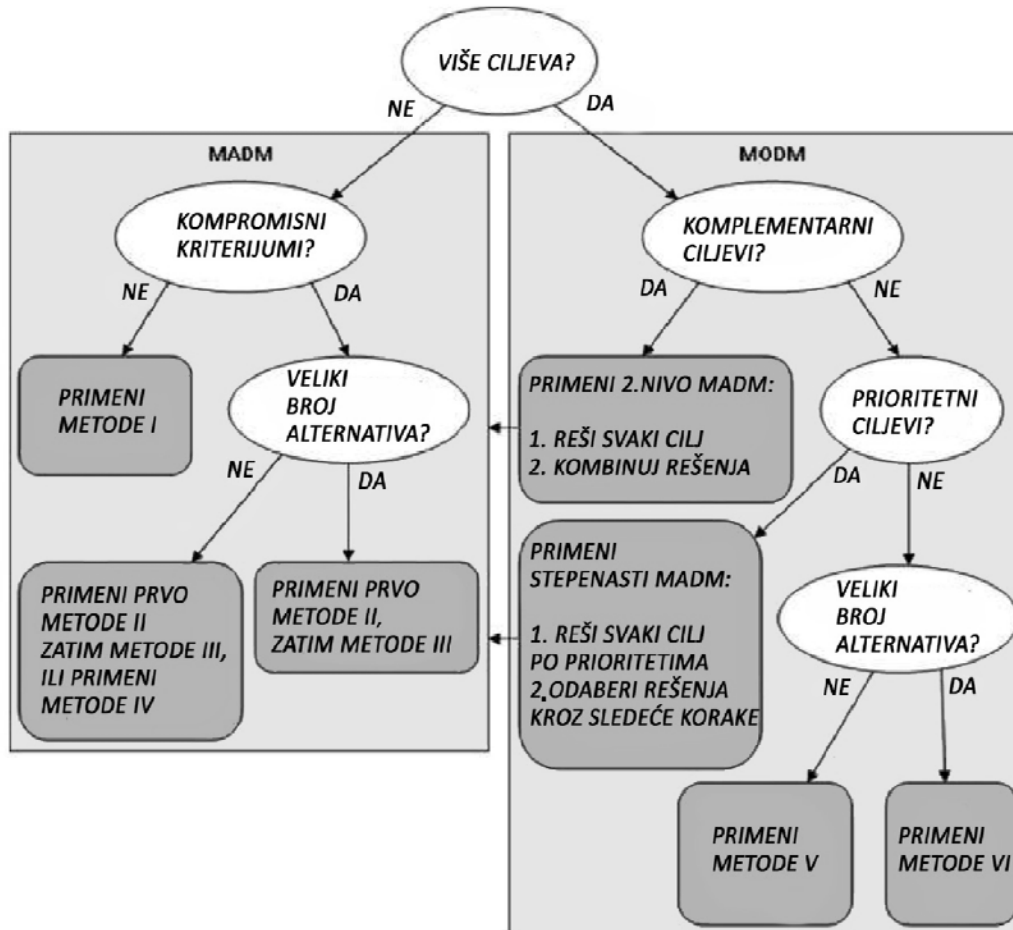 VIŠE CILJEVA?
NE
DA
MADM
MODM
KOMPROMISNI
KRITERIJUMI?
KOMPLEMENTARNI
CILJEVI?
NE
DA
DA
NE
PRIMENI
METODE I
VELIKI
BROJ
ALTERNATIVA?
PRIMENI 2.NIVO MADM:
1. REŠI SVAKI CILJ
2. KOMBINUJ REŠENJA
PRIORITETNI
CILJEVI?
NE
DA
DA
NE
PRIMENI PRVO
METODE II
ZATIM METODE III,
ILI PRIMENI
METODE IV
PRIMENI PRVO
METODE II,
ZATIM METODE III
PRIMENI
STEPENASTI MADM:
1. REŠI SVAKI CILJ
PO PRIORITETIMA
2.ODABERI REŠENJA
KROZ SLEDEĆE KORAKE
VELIKI
BROJ
ALTERNATIVA?
NE
DA
PRIMENI
METODE V
PRIMENI
METODE VI